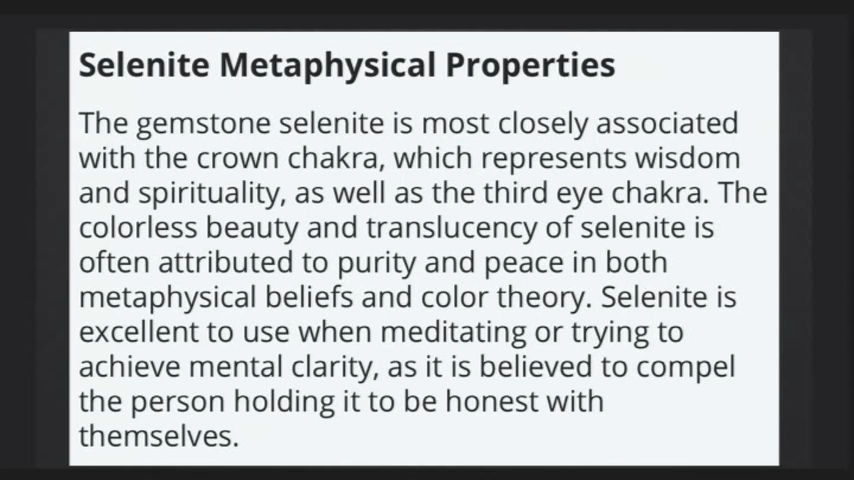 Selenite Metaphysical Properties
The gemstone selenite is most closely associated
with the crown chakra, which represents wisdom
and spirituality, as well as the third eye chakra. The
colorless beauty and translucency of selenite is
often attributed to purity and peace in both
metaphysical beliefs and color theory. Selenite is
excellent to use when meditating or trying to
achieve mental clarity, as it is believed to compel
the person holding it to be honest with
themselves.